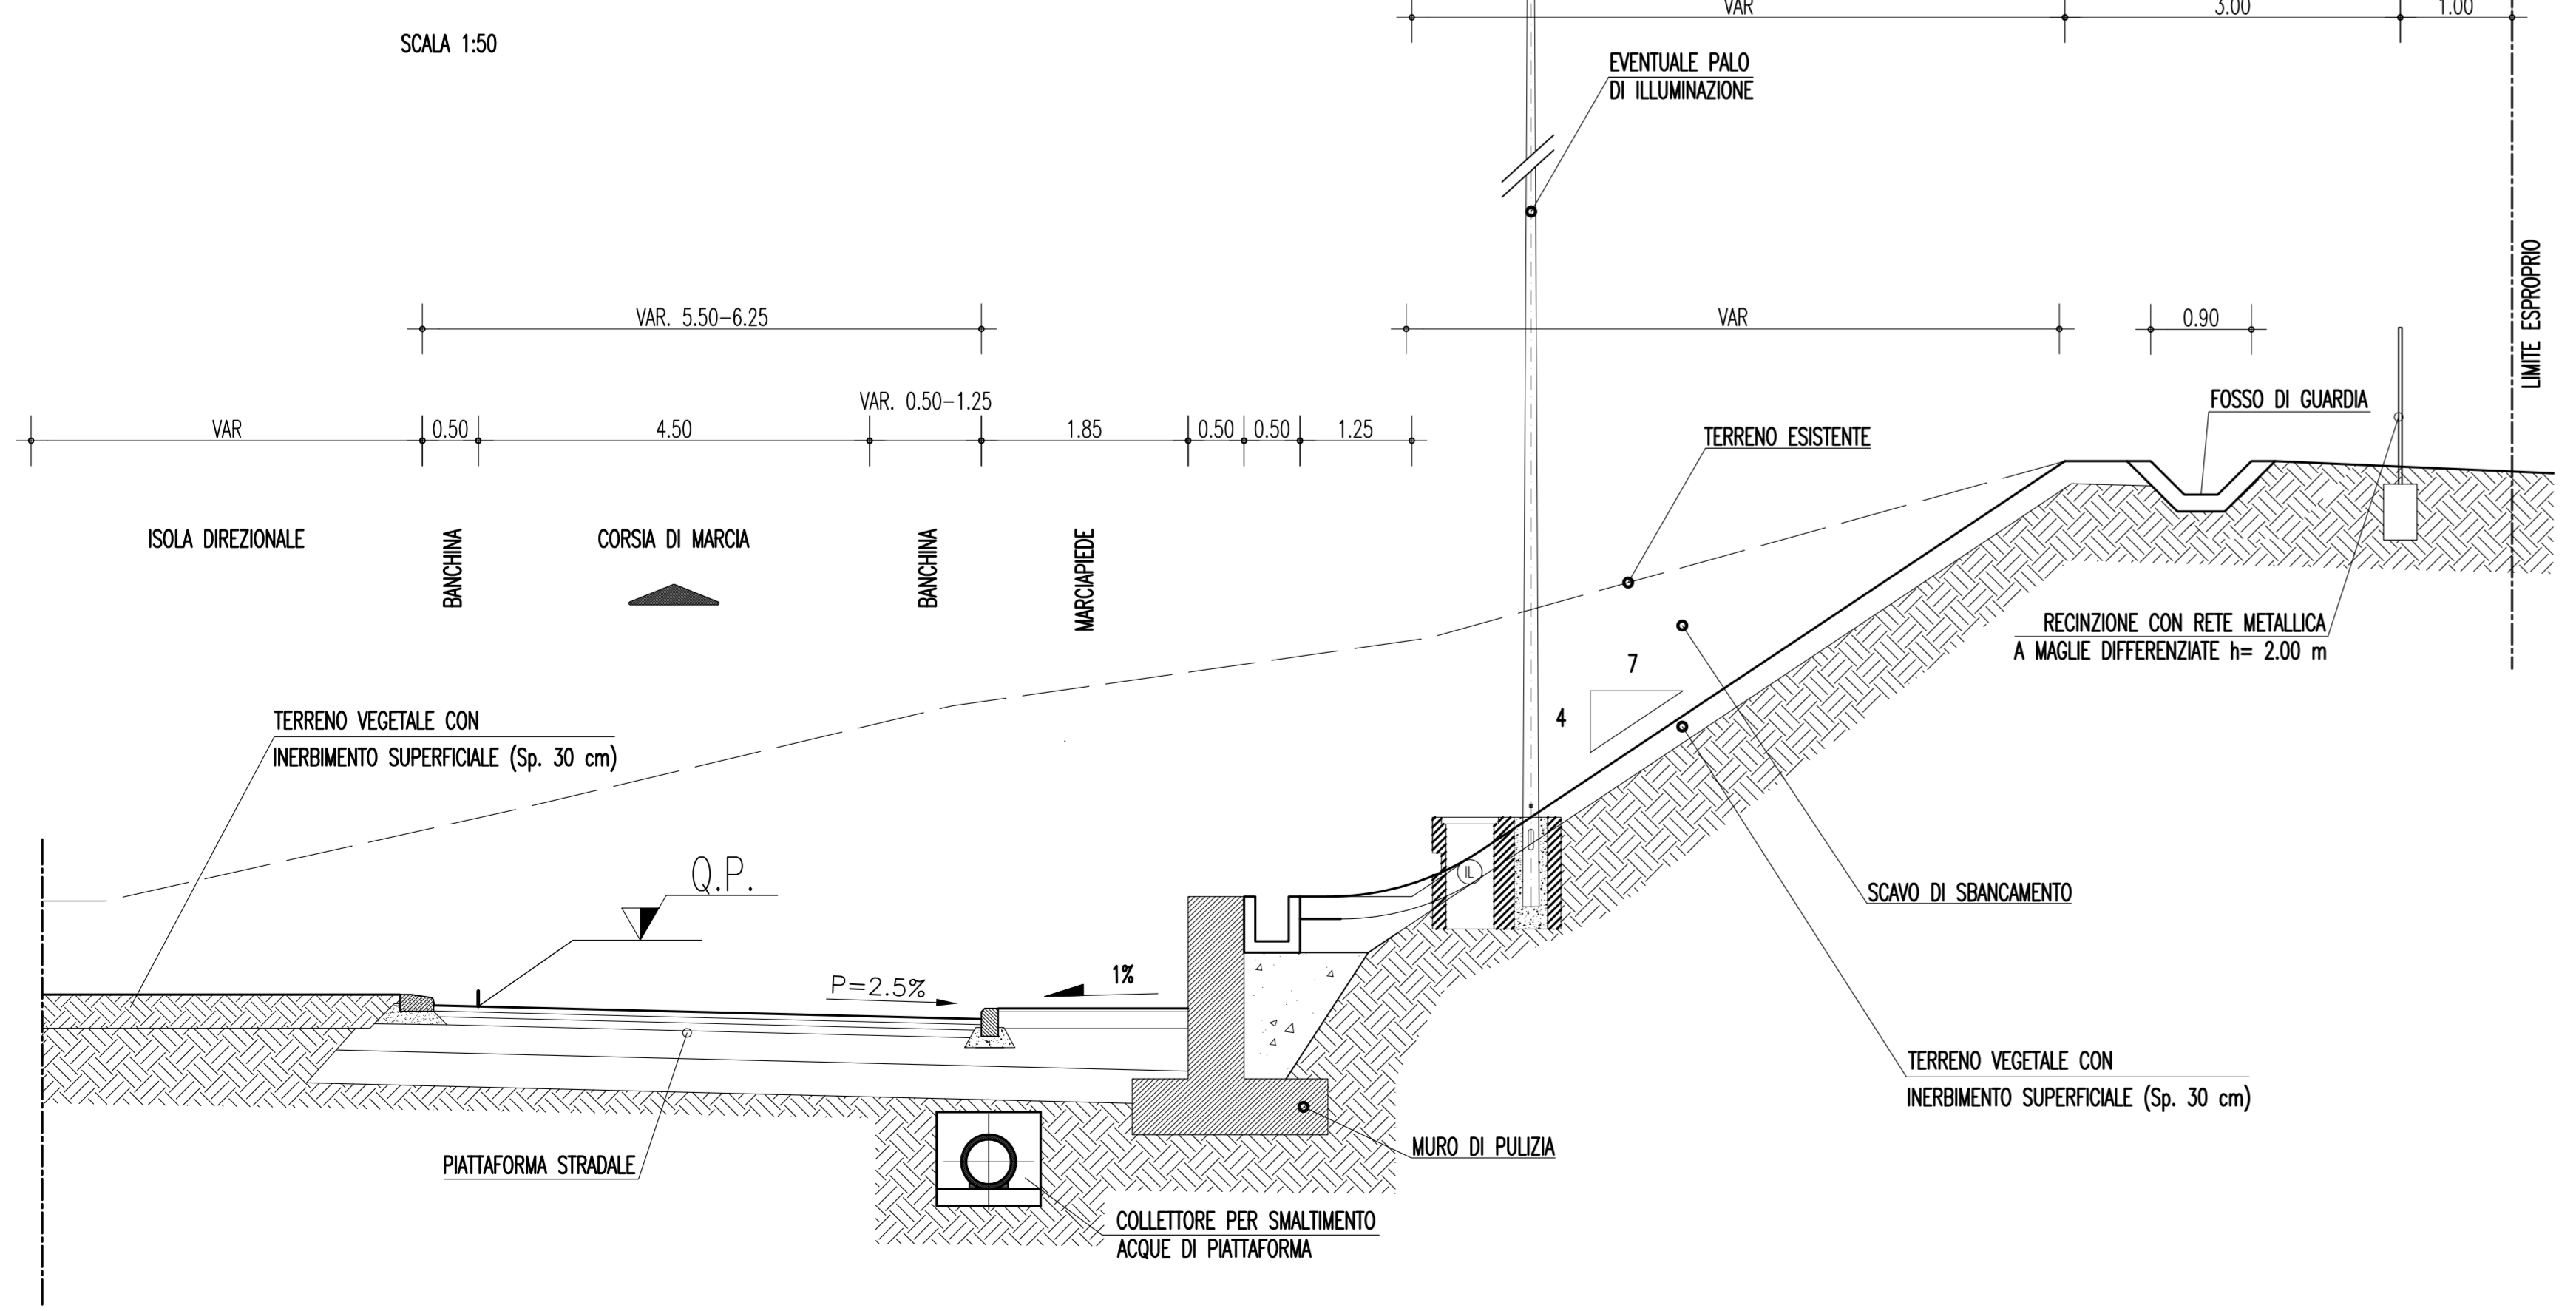 VAR
3.00
1.00
SCALA 1:50
EVENTUALE PALO
DI ILLUMINAZIONE
LIMITE ESPROPRIO
VAR. 5.50-6.25
VAR
0.90
VAR. 0.50-1.25
VAR
0.50
4.50
1.85
0.50
0.50
1.25
FOSSO DI GUARDIA
TERRENO ESISTENTE
ISOLA DIREZIONALE
BANCHINA
CORSIA DI MARCIA
BANCHINA
MARCIAPIEDE
RECINZIONE CON RETE METALLICA
A MAGLIE DIFFERENZIATE h= 2.00 m
7
4
TERRENO VEGETALE CON
INERBIMENTO SUPERFICIALE (Sp. 30 cm)
Q.P.
IL
SCAVO DI SBANCAMENTO
P=2.5%
1%
TERRENO VEGETALE CON
INERBIMENTO SUPERFICIALE (Sp. 30 cm)
MURO DI PULIZIA
PIATTAFORMA STRADALE
COLLETTORE PER SMALTIMENTO
ACQUE DI PIATTAFORMA